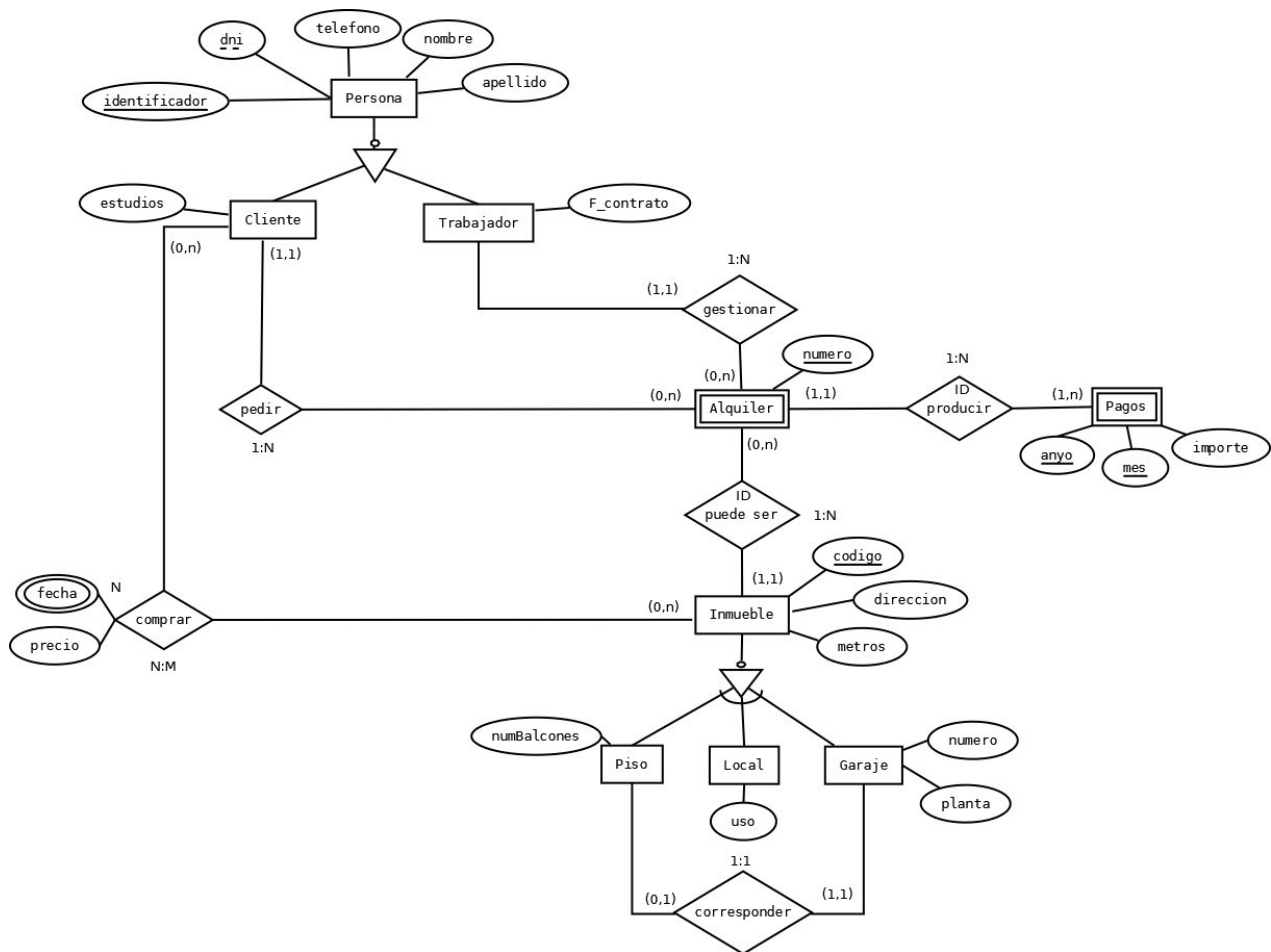 telefono
dni
nombre
apellido
identificador
Persona
estudios
Cliente
Trabajador
F_contrato
(0,n)
(1,1)
1:N
(1,1)
gestionar
numero
1:N
(0,n)
(0,n)
Alquiler
(1,1)
ID
producir
(1,n)
Pagos
pedir
1:N
(0,n)
anyo
mes
importe
ID
puede ser
1:N
codigo
(1,1)
fecha
N
direccion
(0,n)
comprar
Inmueble
precio
N:M
metros
numBalcones
numero
Piso
Local
Garaje
planta
uso
1:1
(0,1)
corresponder
(1,1)